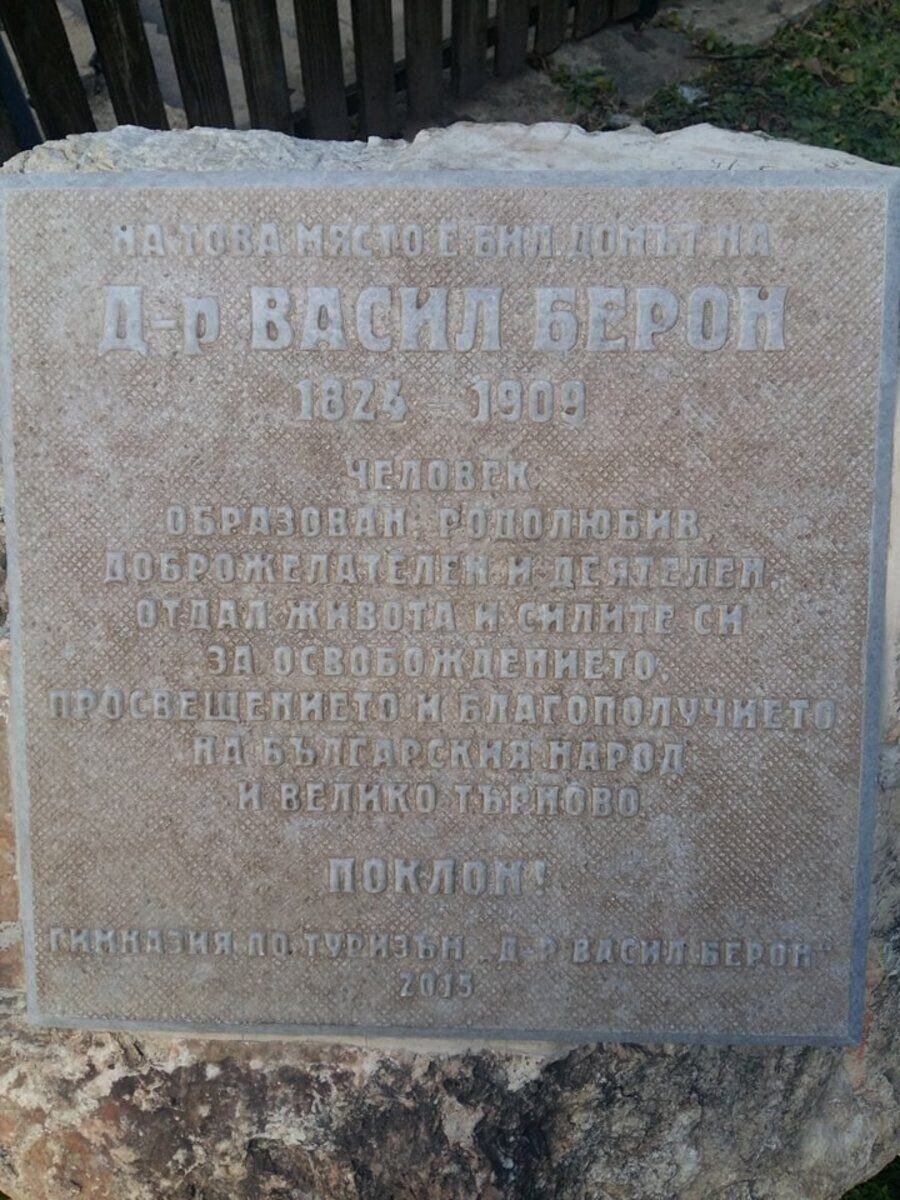 НА ТОВА МЯСТО Е БИЛ ДОМЪТ НА
Д-р ВАСИЛ БЕРОН
1824 – 1909
ЧЕЛОВЕК
ОБРАЗОВАН, РОДОЛЮБИВ,
ДОБРОЖЕЛАТЕЛЕН И ДЕЯТЕЛЕН,
ОТДАЛ ЖИВОТА И СИЛИТЕ СИ
ЗА ОСВОБОЖДЕНИЕТО,
ПРОСВЕЩЕНИЕТО И БЛАГОПОЛУЧИЕТО
НА БЪЛГАРСКИЯ НАРОД
И ВЕЛИКО ТЪРНОВО.
ПОКЛОН!
ГИМНАЗИЯ ПО ТУРИЗЪМ „Д-Р ВАСИЛ БЕРОН“
2015